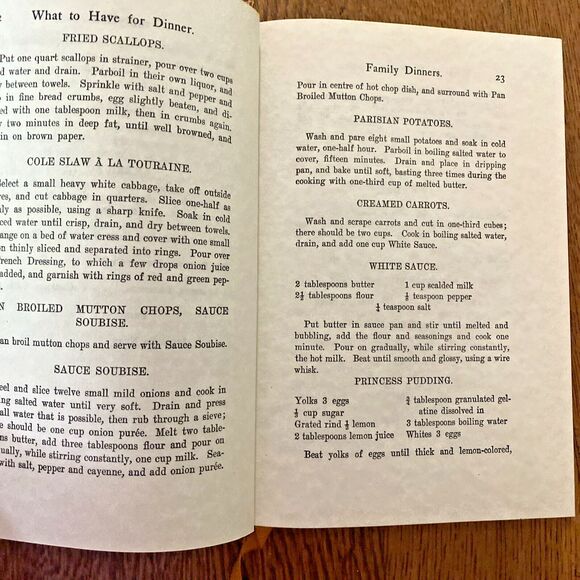 What to Have for Dinner.
FRIED SCALLOPS.
Put one quart scallops in strainer, pour over two cups
water and drain. Parboil in their own liquor, and
between towels. Sprinkle with salt and pepper and
in fine bread crumbs, egg slightly beaten, and di-
with one tablespoon milk, then in crumbs again.
two minutes in deep fat, until well browned, and
on brown paper.
COLE SLAW À LA TOURAINE.
Select a small heavy white cabbage, take off outside
and cut cabbage in quarters. Slice one-half as
as possible, using a sharp knife. Soak in cold
water until crisp, drain, and dry between towels.
on a bed of water cress and cover with one small
thinly sliced and separated into rings. Pour over
French Dressing, to which a few drops onion juice
added, and garnish with rings of red and green pep-
BROILED MUTTON CHOPS, SAUCE
SOUBISE.
broil mutton chops and serve with Sauce Soubise.
SAUCE SOUBISE.
and slice twelve small mild onions and cook in
salted water until very soft. Drain and press
water that is possible, then rub through a sieve;
should be one cup onion purée. Melt two table-
butter, add three tablespoons flour and pour on
while stirring constantly, one cup milk. Sea-
with salt, pepper and cayenne, and add onion purée.
Family Dinners. 23
Pour in centre of hot chop dish, and surround with Pan
Broiled Mutton Chops.
PARISIAN POTATOES.
Wash and pare eight small potatoes and soak in cold
water, one-half hour. Parboil in boiling salted water to
cover, fifteen minutes. Drain and place in dripping
pan, and bake until soft, basting three times during the
cooking with one-third cup of melted butter.
CREAMED CARROTS.
Wash and scrape carrots and cut in one-third cubes;
there should be two cups. Cook in boiling salted water,
drain, and add one cup White Sauce.
WHITE SAUCE.
2 tablespoons butter 1 cup scalded milk
2½ tablespoons flour ⅛ teaspoon pepper
¼ teaspoon salt
Put butter in sauce pan and stir until melted and
bubbling, add the flour and seasonings and cook one
minute. Pour on gradually, while stirring constantly,
the hot milk. Beat until smooth and glossy, using a wire
whisk.
PRINCESS PUDDING.
Yolks 3 eggs ¾ tablespoon granulated gel-
½ cup sugar atine dissolved in
Grated rind ½ lemon 3 tablespoons boiling water
2 tablespoons lemon juice Whites 3 eggs
Beat yolks of eggs until thick and lemon-colored,